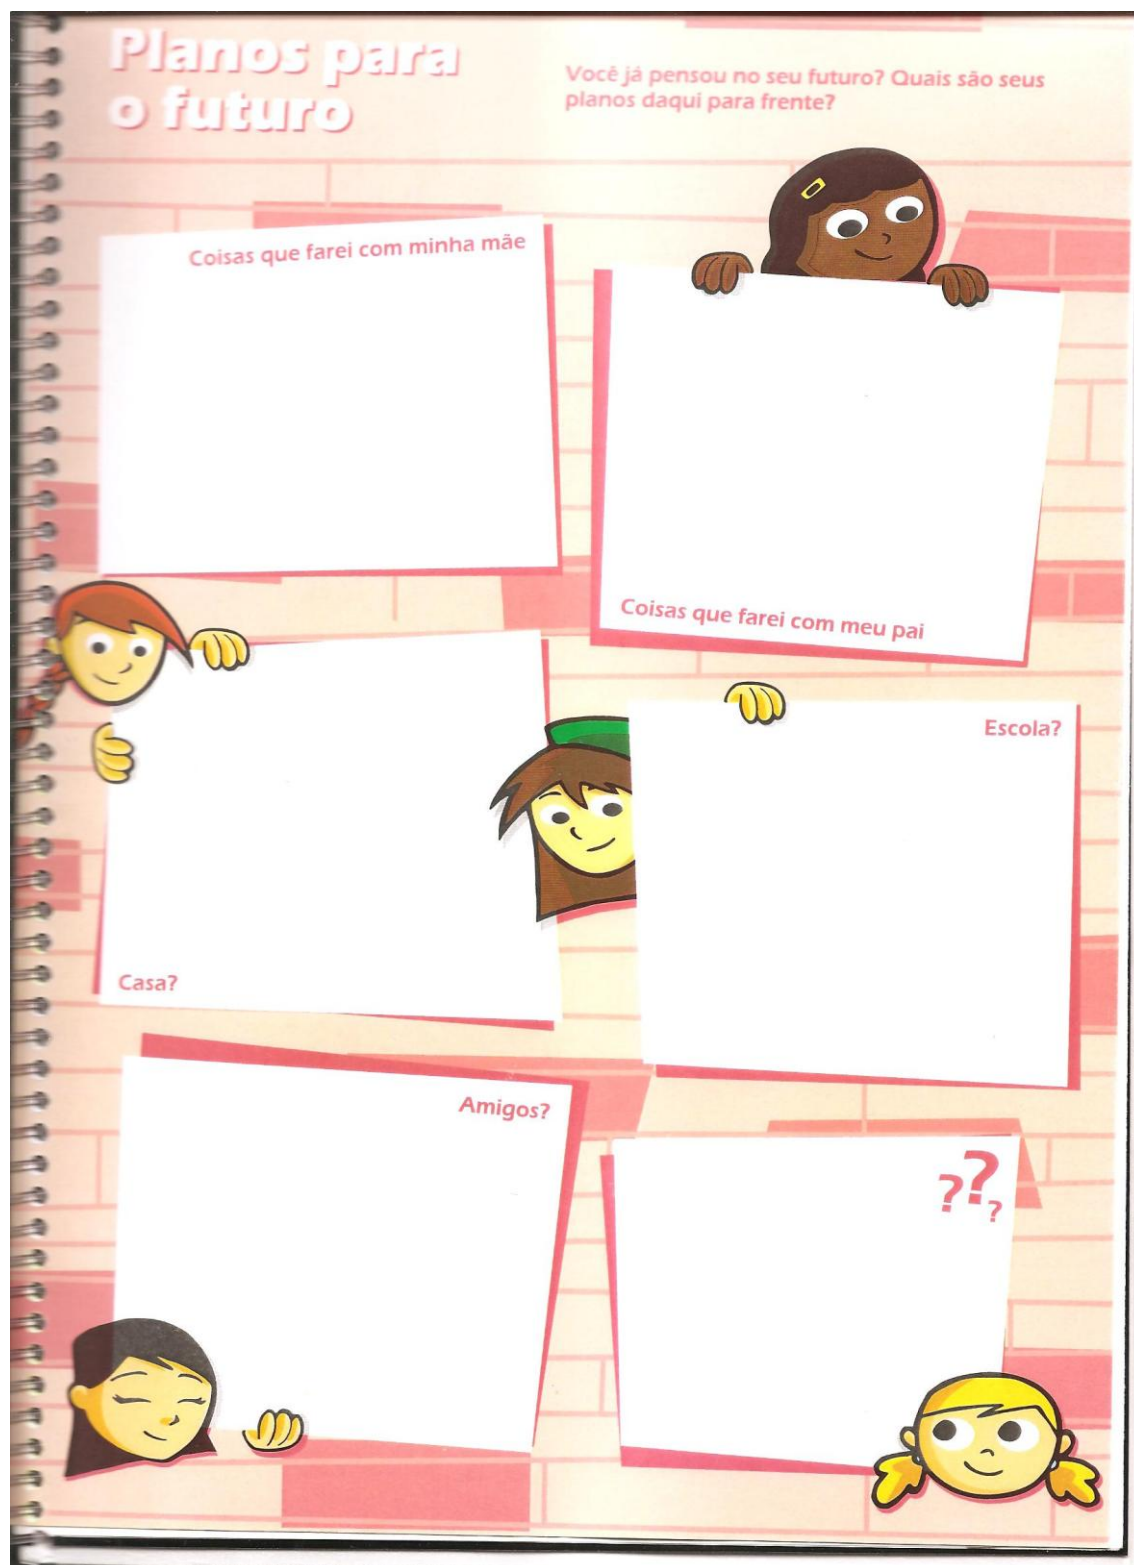 Planos para
o futuro
Você já pensou no seu futuro? Quais são seus
planos daqui para frente?
Coisas que farei com minha mãe
Coisas que farei com meu pai
Casa?
Escola?
Amigos?
???